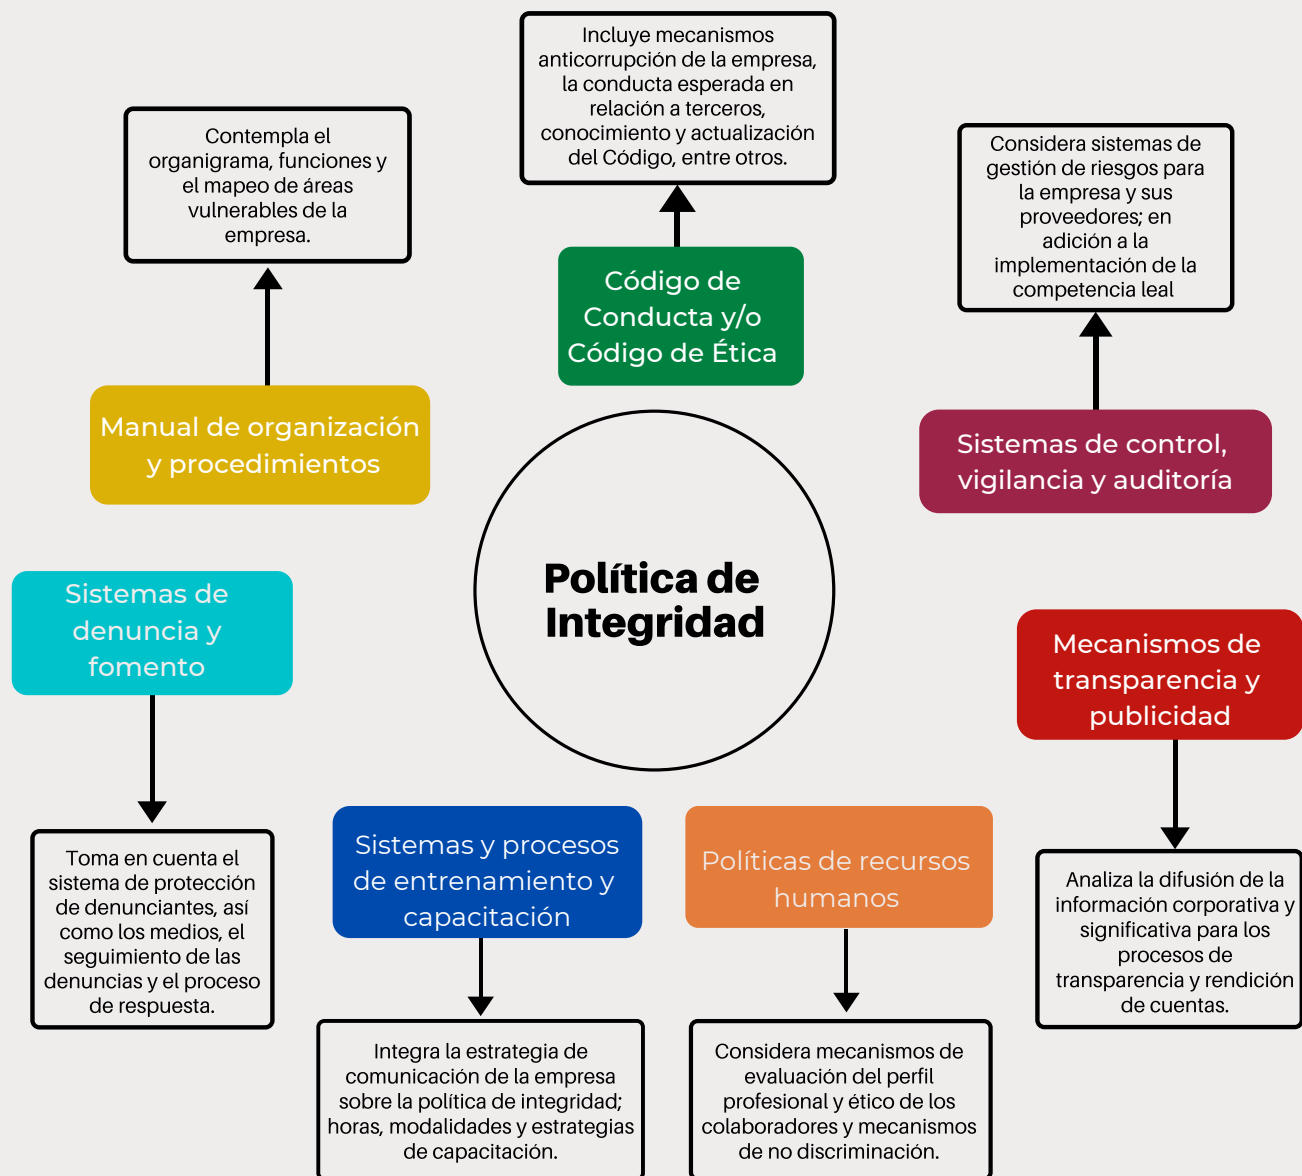 Incluye mecanismos
anticorrupción de la empresa,
la conducta esperada en
relación a terceros,
conocimiento y actualización
del Código, entre otros.
Contempla el
organigrama, funciones y
el mapeo de áreas
vulnerables de la
empresa.
Considera sistemas de
gestión de riesgos para
la empresa y sus
proveedores; en
adición a la
implementación de la
competencia leal
Código de
Conducta y/o
Código de Ética
Manual de organización
y procedimientos
Sistemas de control,
vigilancia y auditoría
Política de
Integridad
Sistemas de
denuncia y
fomento
Mecanismos de
transparencia y
publicidad
Sistemas y procesos
de entrenamiento y
capacitación
Políticas de recursos
humanos
Toma en cuenta el
sistema de protección
de denunciantes, así
como los medios, el
seguimiento de las
denuncias y el proceso
de respuesta.
Analiza la difusión de la
información corporativa y
significativa para los
procesos de
transparencia y rendición
de cuentas.
Integra la estrategia de
comunicación de la empresa
sobre la política de integridad;
horas, modalidades y estrategias
de capacitación.
Considera mecanismos de
evaluación del perfil
profesional y ético de los
colaboradores y mecanismos
de no discriminación.